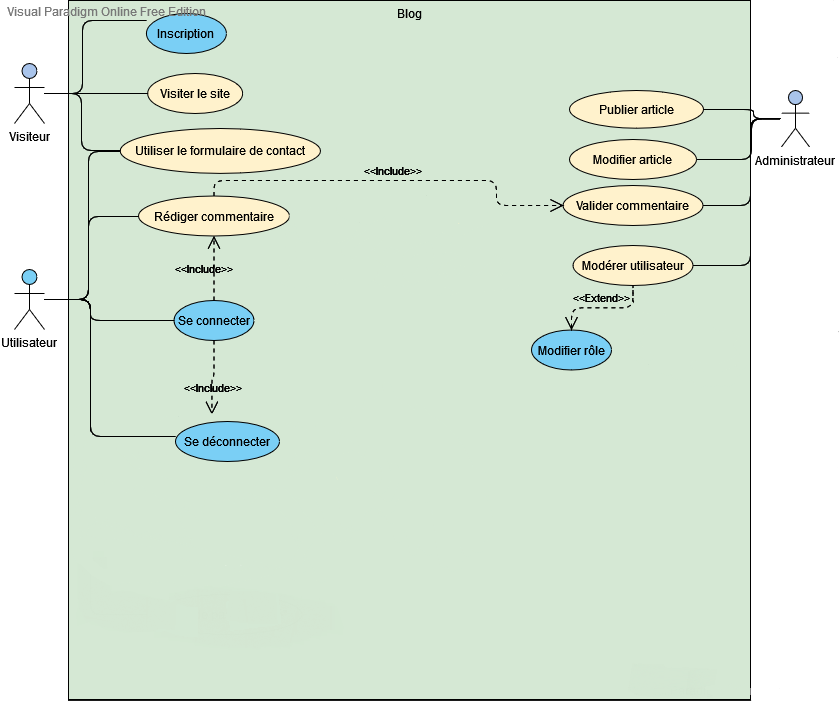 Visual Paradigm Online Free Edition
Blog
Inscription
Visiteur
Visiter le site
Publier article
Utiliser le formulaire de contact
Modifier article
Administrateur
<<Include>>
Rédiger commentaire
Valider commentaire
<<Include>>
Modérer utilisateur
<<Extend>>
Se connecter
Utilisateur
Modifier rôle
<<Include>>
Se déconnecter